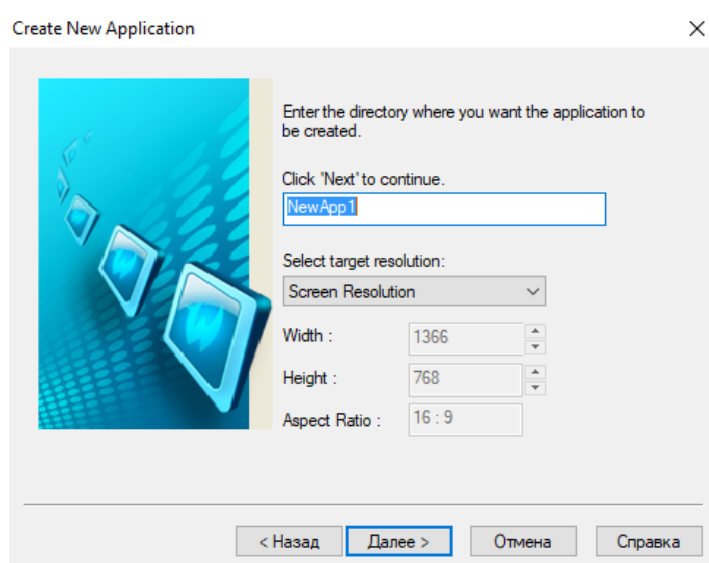 Create New Application
Enter the directory where you want the application to
be created.
Click 'Next' to continue.
NewApp1
Select target resolution:
Screen Resolution
Width :
1366
Height :
768
Aspect Ratio :
16 : 9
< Назад
Далее >
Отмена
Справка